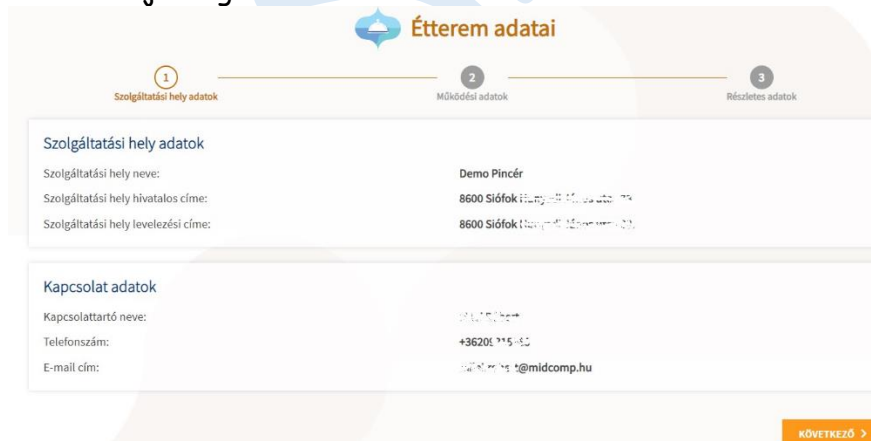 Étterem adatai
1 2 3
Szolgáltatási hely adatok Működési adatok Részletes adatok
Szolgáltatási hely adatok
Szolgáltatási hely neve: Demo Pincér
Szolgáltatási hely hivatalos címe: 8600 Siófok
Szolgáltatási hely levelezési címe: 8600 Siófok
Kapcsolat adatok
Kapcsolattartó neve:
Telefonszám:
E-mail cím: @midcomp.hu
KÖVETKEZŐ >